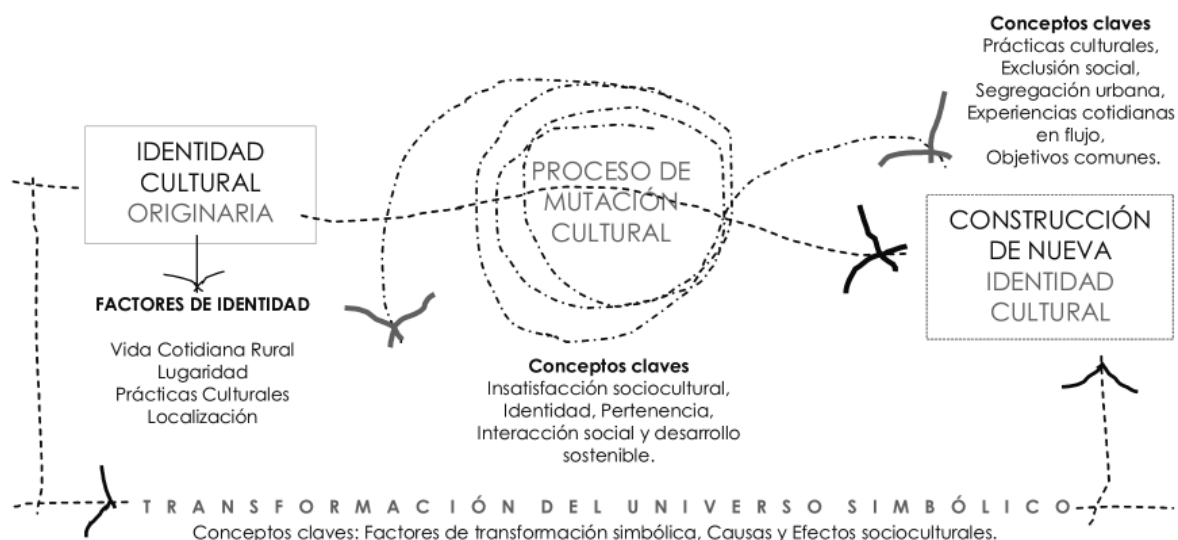 IDENTIDAD
CULTURAL
ORIGINARIA
FACTORES DE IDENTIDAD
Vida Cotidiana Rural
Lugaridad
Prácticas Culturales
Localización
PROCESO DE
MUTACIÓN
CULTURAL
Conceptos claves
Insatisfacción sociocultural,
Identidad, Pertenencia,
Interacción social y desarrollo
sostenible.
Conceptos claves
Prácticas culturales,
Exclusión social,
Segregación urbana,
Experiencias cotidianas
en flujo,
Objetivos comunes.
CONSTRUCCIÓN
DE NUEVA
IDENTIDAD
CULTURAL
TRANSFORMACIÓN DEL UNIVERSO SIMBÓLICO
Conceptos claves: Factores de transformación simbólica, Causas y Efectos socioculturales.